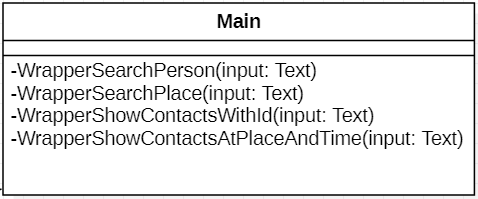 Main
-WrapperSearchPerson(input: Text)
-WrapperSearchPlace(input: Text)
-WrapperShowContactsWithId(input: Text)
-WrapperShowContactsAtPlaceAndTime(input: Text)